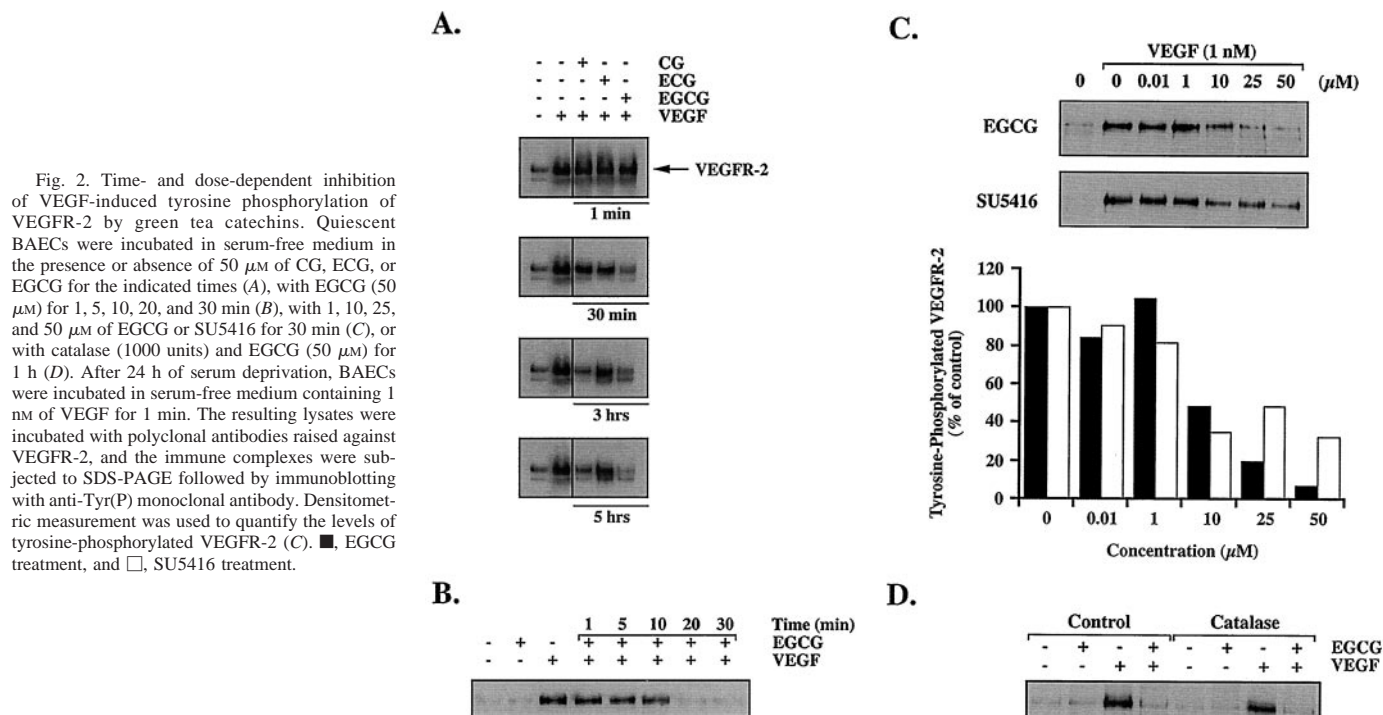 Fig. 2. Time- and dose-dependent inhibition
of VEGF-induced tyrosine phosphorylation of
VEGFR-2 by green tea catechins. Quiescent
BAECs were incubated in serum-free medium in
the presence or absence of 50 μM of CG, ECG, or
EGCG for the indicated times (A), with EGCG (50
μM) for 1, 5, 10, 20, and 30 min (B), with 1, 10, 25,
and 50 μM of EGCG or SU5416 for 30 min (C), or
with catalase (1000 units) and EGCG (50 μM) for
1 h (D). After 24 h of serum deprivation, BAECs
were incubated in serum-free medium containing 1
nM of VEGF for 1 min. The resulting lysates were
incubated with polyclonal antibodies raised against
VEGFR-2, and the immune complexes were sub-
jected to SDS-PAGE followed by immunoblotting
with anti-Tyr(P) monoclonal antibody. Densitomet-
ric measurement was used to quantify the levels of
tyrosine-phosphorylated VEGFR-2 (C). ■, EGCG
treatment, and □, SU5416 treatment.
A.
- - + - - CG
- - - + - ECG
- - - - + EGCG
- + + + + VEGF
VEGFR-2
1 min
30 min
3 hrs
5 hrs
B.
1 5 10 20 30 Time (min)
- + - + + + + + EGCG
- - + + + + + + VEGF
C.
VEGF (1 nM)
0 0 0.01 1 10 25 50 (μM)
EGCG
SU5416
Tyrosine-Phosphorylated VEGFR-2
(% of control)
120
100
80
60
40
20
0
0 0.01 1 10 25 50
Concentration (μM)
D.
Control Catalase
- + - + - + - + EGCG
- - + + - - + + VEGF